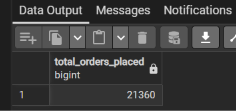 Data Output Messages Notifications
total_orders_placed
bigint
1 21360